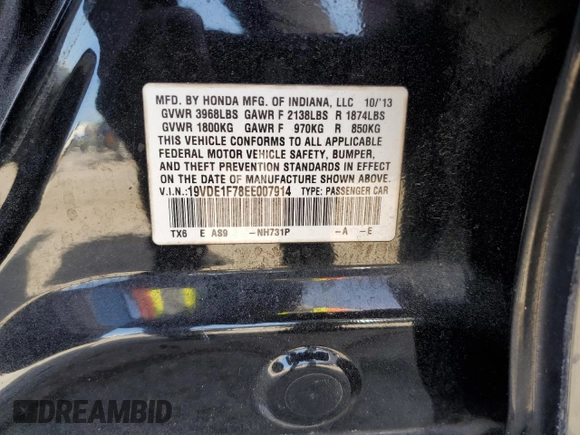 MFD. BY HONDA MFG. OF INDIANA, LLC 10/'13
GVWR 3968LBS GAWR F 2138LBS R 1874LBS
GVWR 1800KG GAWR F 970KG R 850KG
THIS VEHICLE CONFORMS TO ALL APPLICABLE
FEDERAL MOTOR VEHICLE SAFETY, BUMPER,
AND THEFT PREVENTION STANDARDS IN EFFECT ON
THE DATE OF MANUFACTURE SHOWN ABOVE.
V.I.N.: 19VDE1F78EE007914 TYPE: PASSENGER CAR
TX6 E AS9 -NH731P -A -E
DREAMBID